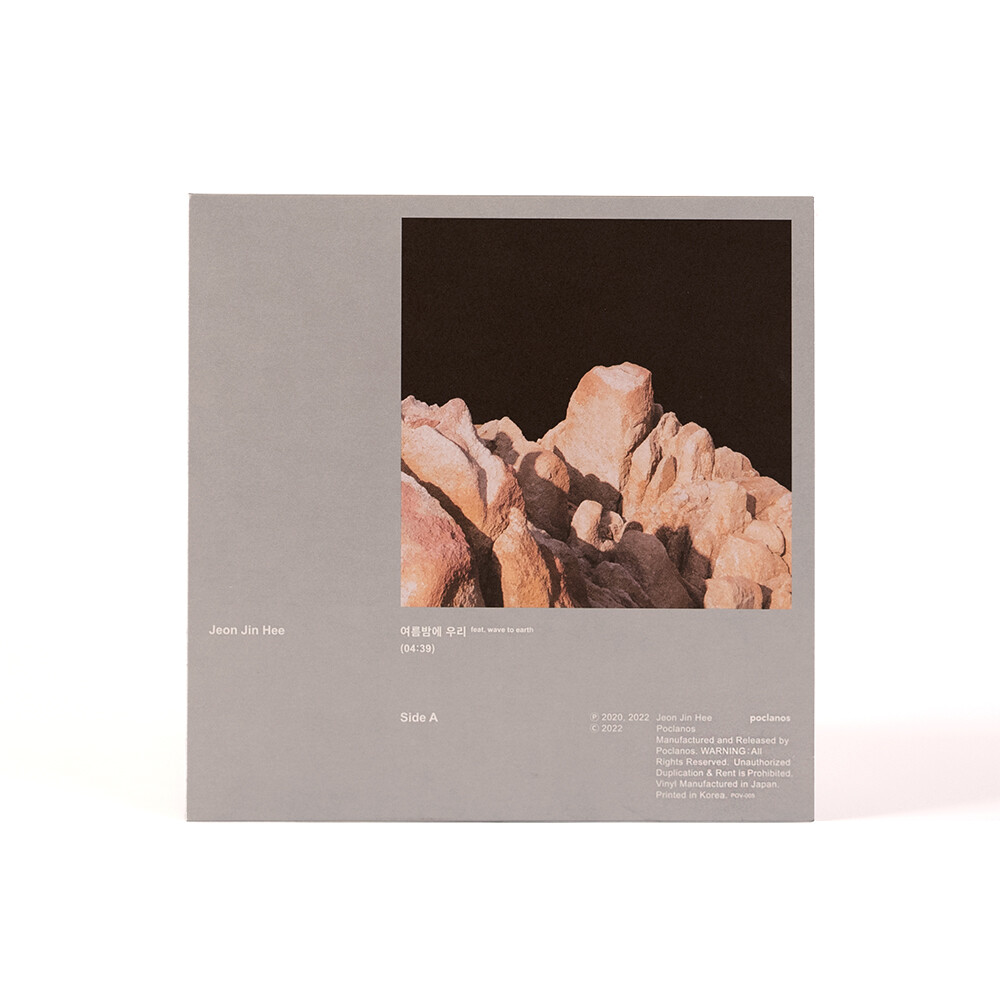 Jeon Jin Hee
여름밤에 우리 feat, wave to earth
(04:39)
Side A
Ⓟ 2020, 2022 Jeon Jin Hee poclanos
Ⓒ 2022 Poclanos
Manufactured and Released by
Poclanos. WARNING : All
Rights Reserved. Unauthorized
Duplication & Rent is Prohibited.
Vinyl Manufactured in Japan.
Printed in Korea. POV-005